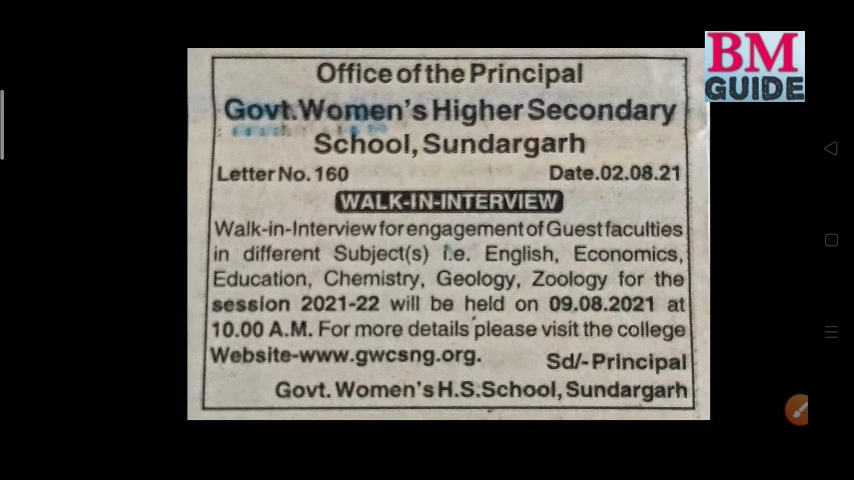 BM
GUIDE
Office of the Principal
Govt. Women's Higher Secondary
School, Sundargarh
Letter No. 160 Date.02.08.21
WALK-IN-INTERVIEW
Walk-in-Interview for engagement of Guest faculties
in different Subject(s) i.e. English, Economics,
Education, Chemistry, Geology, Zoology for the
session 2021-22 will be held on 09.08.2021 at
10.00 A.M. For more details please visit the college
Website-www.gwcsng.org. Sd/- Principal
Govt. Women's H.S.School, Sundargarh